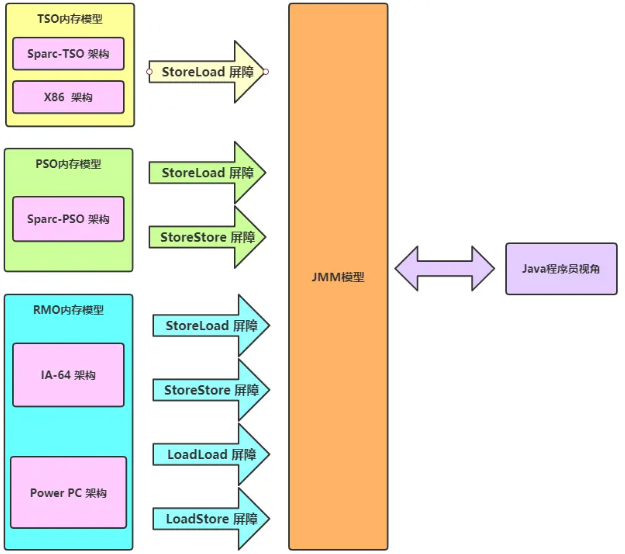 TSO内存模型
Sparc-TSO 架构
X86 架构
StoreLoad 屏障
PSO内存模型
Sparc-PSO 架构
StoreLoad 屏障
StoreStore 屏障
RMO内存模型
IA-64 架构
Power PC 架构
StoreLoad 屏障
StoreStore 屏障
LoadLoad 屏障
LoadStore 屏障
JMM模型
Java程序员视角